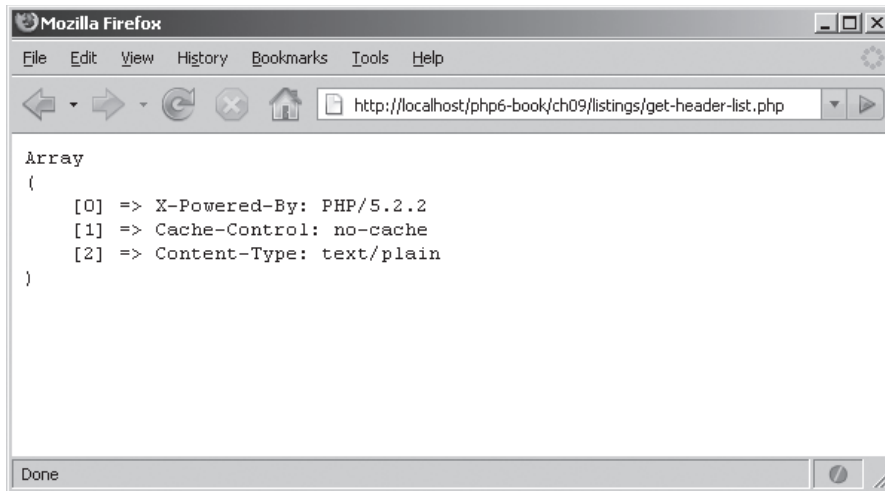 Mozilla Firefox
File Edit View History Bookmarks Tools Help
http://localhost/php6-book/ch09/listings/get-header-list.php
Array
(
    [0] => X-Powered-By: PHP/5.2.2
    [1] => Cache-Control: no-cache
    [2] => Content-Type: text/plain
)
Done